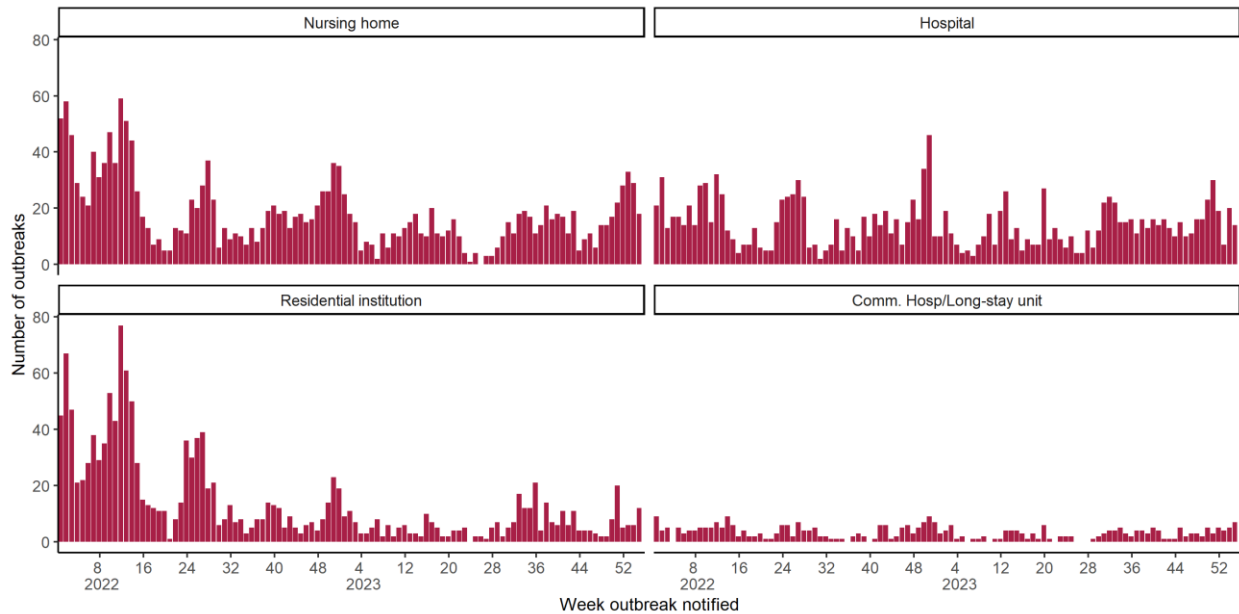 Nursing home Hospital
80
60
40
20
0
Residential institution Comm. Hosp/Long-stay unit
80
60
40
20
0
Number of outbreaks
8 16 24 32 40 48 4 12 20 28 36 44 52 8 16 24 32 40 48 4 12 20 28 36 44 52
2022 2023 2022 2023
Week outbreak notified